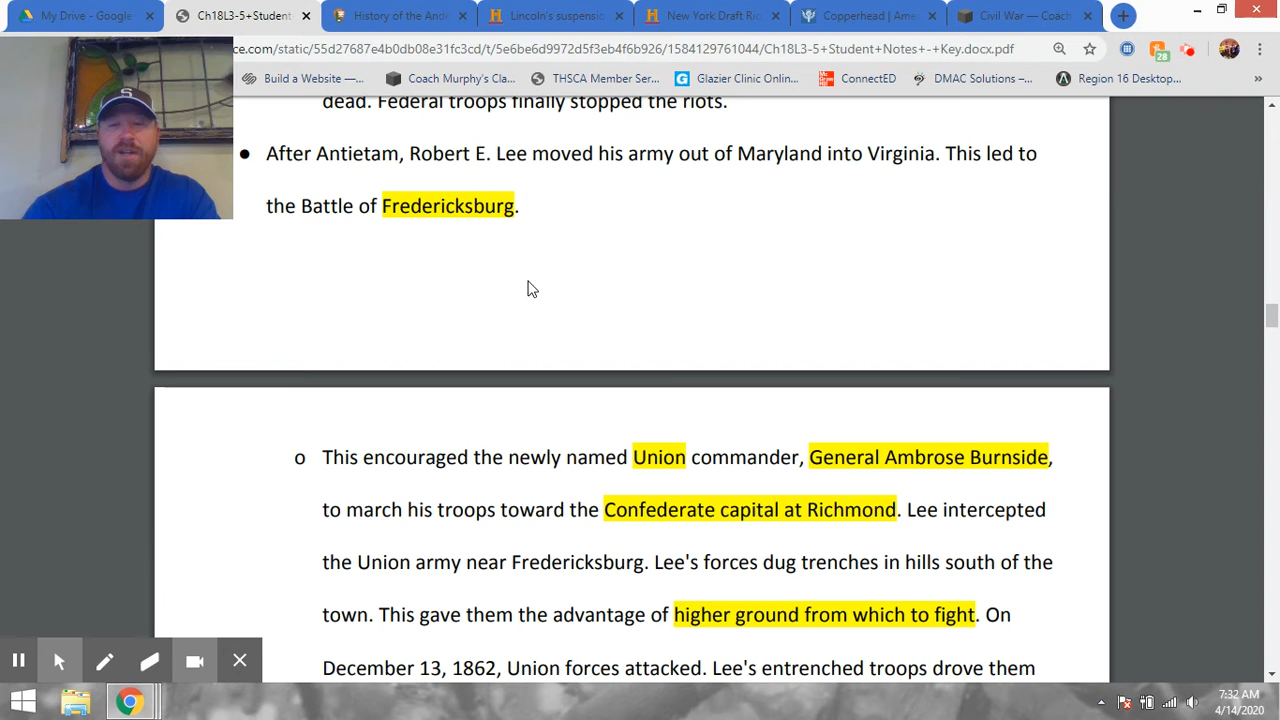 My Drive - Google
Ch18L3-5+Student
History of the And
Lincoln's suspensio
New York Draft Rio
Copperhead | Ame
Civil War — Coach
ce.com/static/55d27687e4b0db08e31fc3cd/t/5e6be6d9972d5f3eb4f6b926/1584129761044/Ch18L3-5+Student+Notes+-+Key.docx.pdf
28
Build a Website —...
Coach Murphy's Cla...
THSCA Member Ser...
Glazier Clinic Onlin...
ConnectED
DMAC Solutions –...
Region 16 Desktop...
dead. Federal troops finally stopped the riots.
● After Antietam, Robert E. Lee moved his army out of Maryland into Virginia. This led to
the Battle of Fredericksburg.
o This encouraged the newly named Union commander, General Ambrose Burnside,
to march his troops toward the Confederate capital at Richmond. Lee intercepted
the Union army near Fredericksburg. Lee's forces dug trenches in hills south of the
town. This gave them the advantage of higher ground from which to fight. On
December 13, 1862, Union forces attacked. Lee's entrenched troops drove them
7:32 AM
4/14/2020